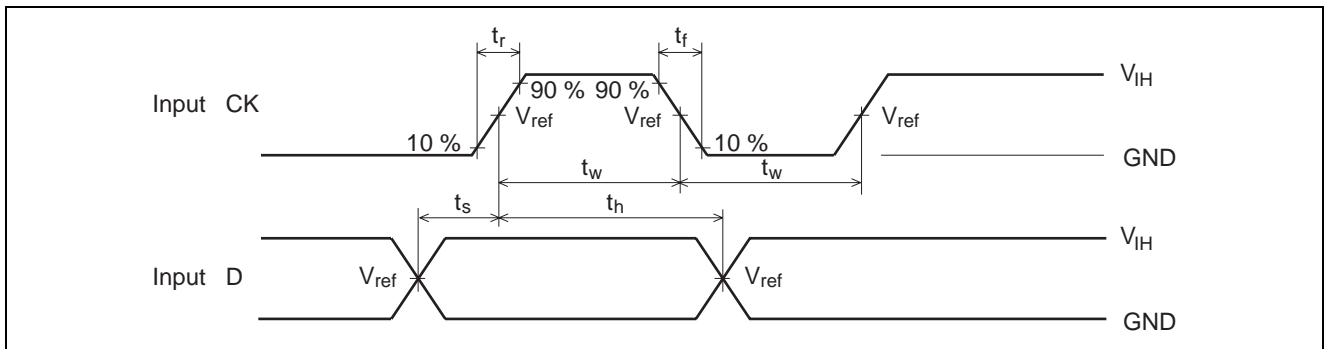 tr
tf
VIH
90 % 90 %
Input CK
Vref
Vref
Vref
10 %
10 %
GND
tw
tw
ts
th
VIH
Input D
Vref
Vref
GND